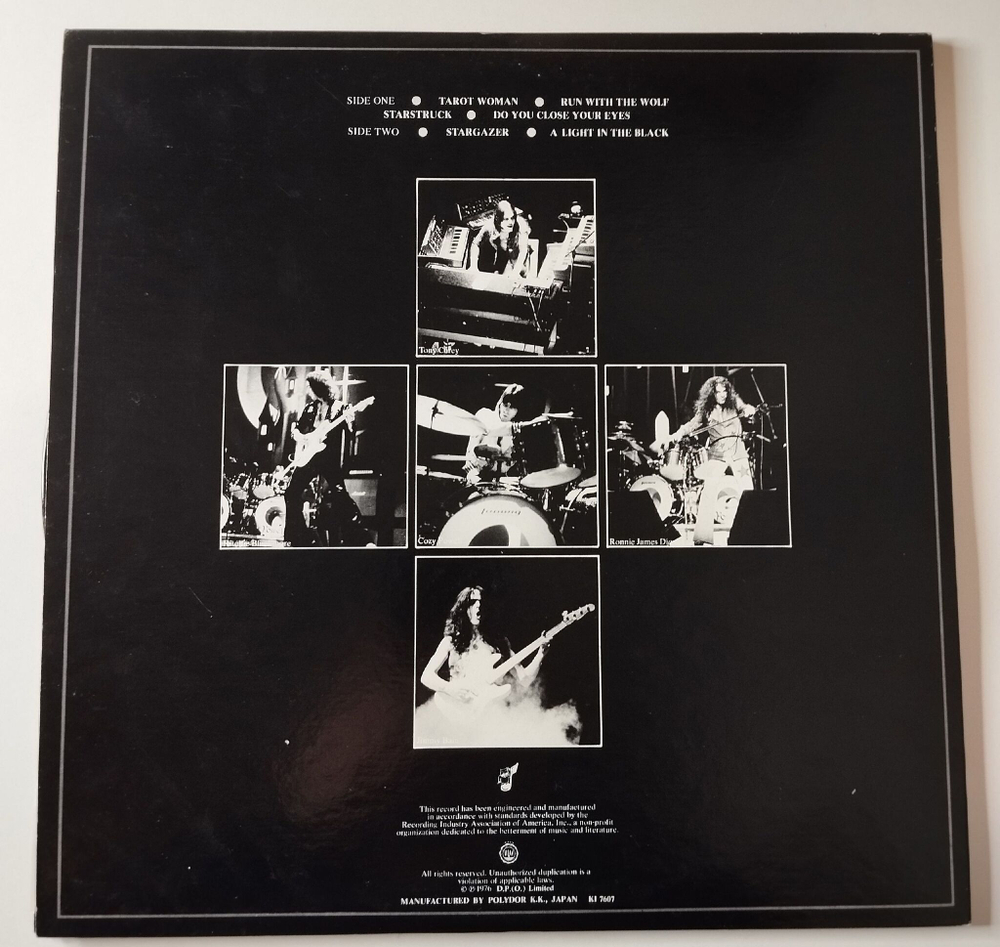 SIDE ONE ● TAROT WOMAN ● RUN WITH THE WOLF
STARSTRUCK ● DO YOU CLOSE YOUR EYES
SIDE TWO ● STARGAZER ● A LIGHT IN THE BLACK
Tony Carey
Cozy
Ronnie James Dio
This record has been engineered and manufactured
in accordance with standards developed by the
Recording Industry Association of America, Inc., a non-profit
organization dedicated to the betterment of music and literature.
All rights reserved. Unauthorized duplication is a
violation of applicable laws.
© ℗ 1976 D.P.(O.) Limited
MANUFACTURED BY POLYDOR K.K., JAPAN KI 7607